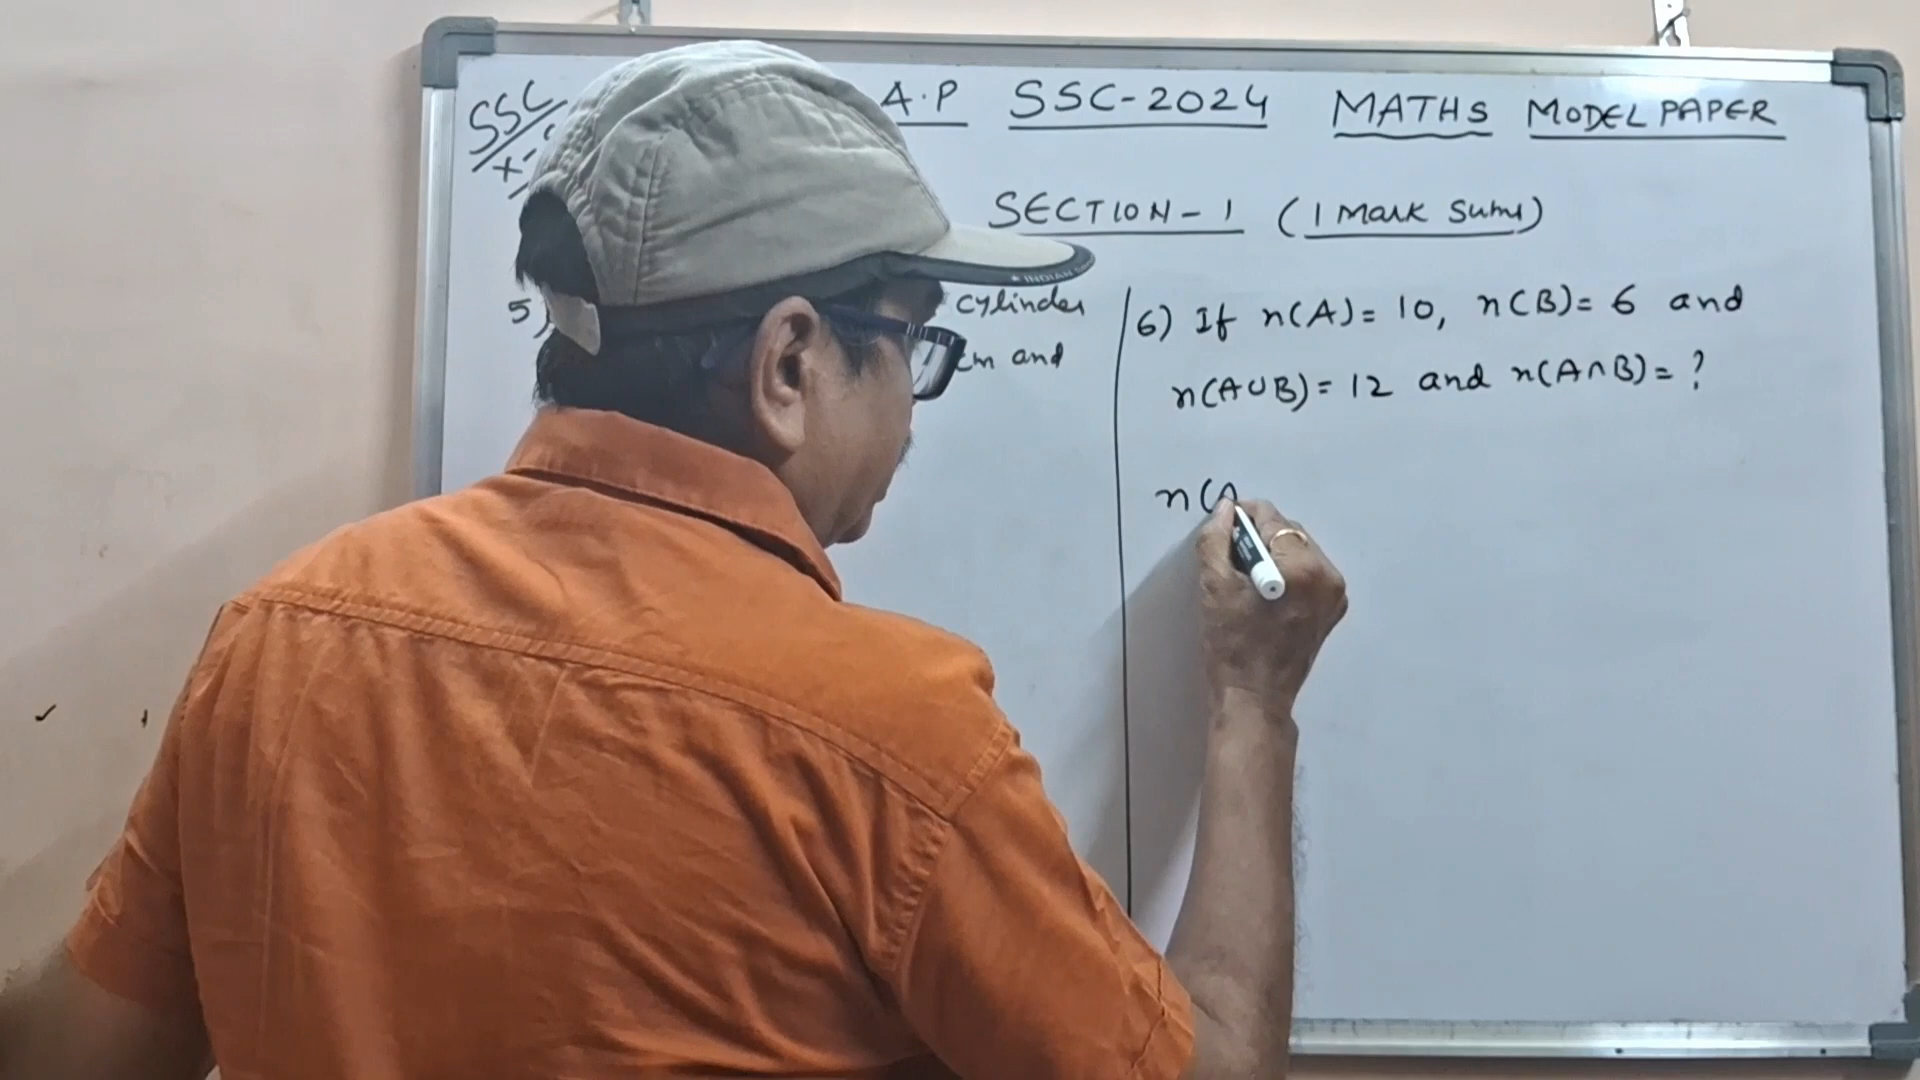 SSC
A.P SSC-2024 MATHS MODEL PAPER
SECTION-1 (1 Mark Sums)
5)
cylinder
cm and
6) If n(A)= 10, n(B)= 6 and
n(A∪B)= 12 and n(A∩B)= ?
n(A
INDIAN